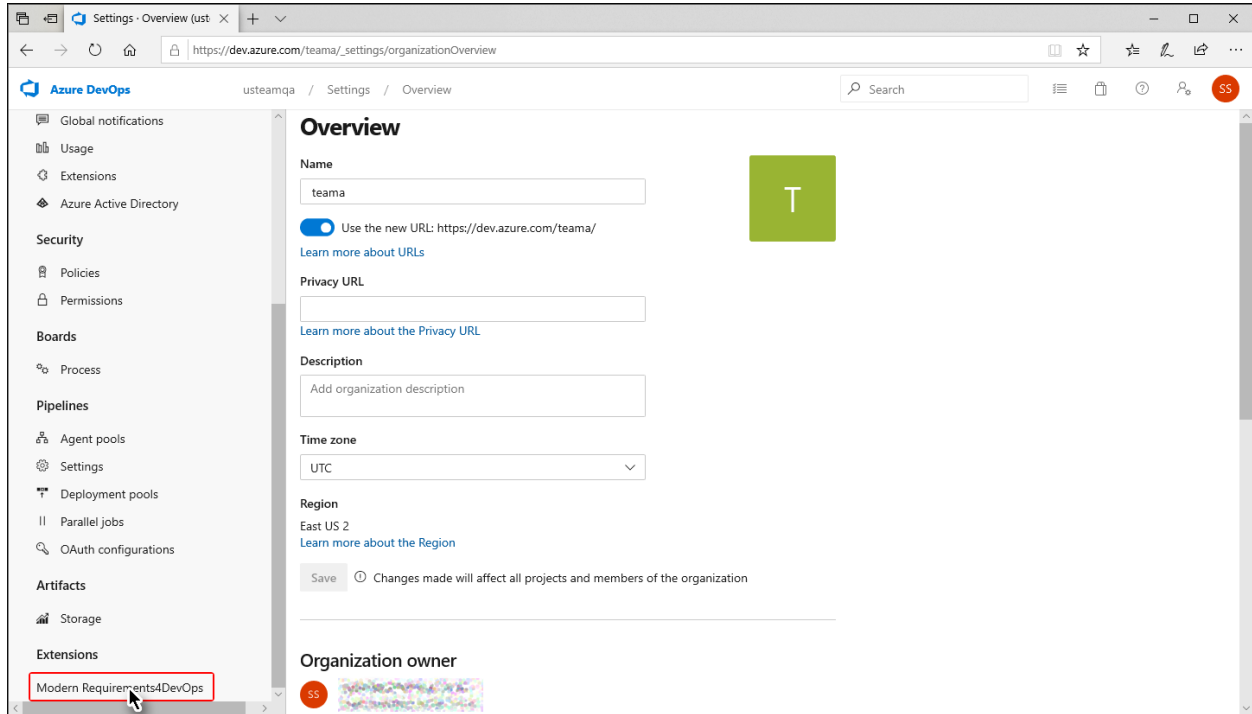 Settings · Overview (ust
https://dev.azure.com/teama/_settings/organizationOverview
Azure DevOps
usteamqa / Settings / Overview
Search
SS
Global notifications
Usage
Extensions
Azure Active Directory
Security
Policies
Permissions
Boards
Process
Pipelines
Agent pools
Settings
Deployment pools
Parallel jobs
OAuth configurations
Artifacts
Storage
Extensions
Modern Requirements4DevOps
Overview
Name
teama
T
Use the new URL: https://dev.azure.com/teama/
Learn more about URLs
Privacy URL
Learn more about the Privacy URL
Description
Add organization description
Time zone
UTC
Region
East US 2
Learn more about the Region
Save
Changes made will affect all projects and members of the organization
Organization owner
SS